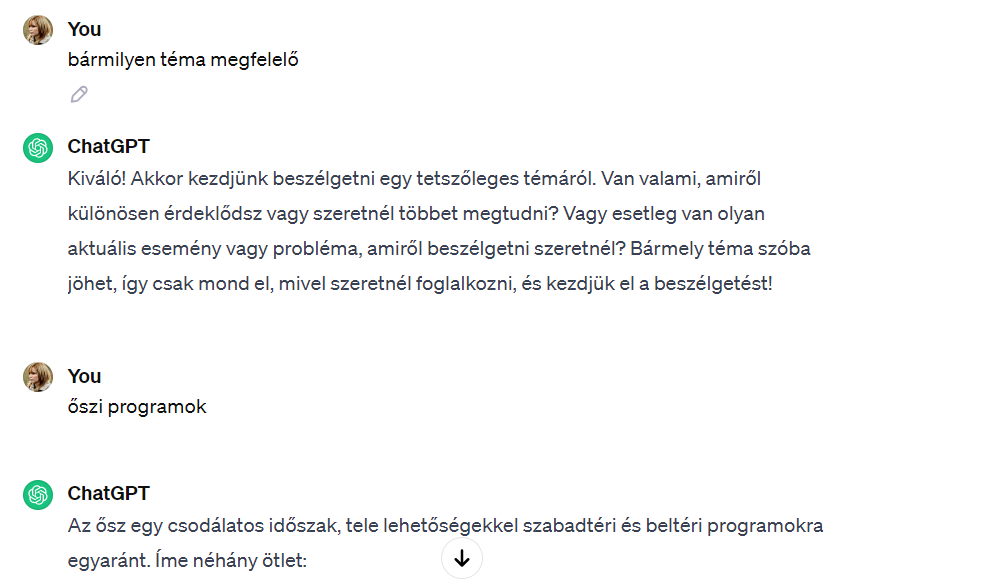 You
bármilyen téma megfelelő
ChatGPT
Kiváló! Akkor kezdjünk beszélgetni egy tetszőleges témáról. Van valami, amiről
különösen érdeklődsz vagy szeretnél többet megtudni? Vagy esetleg van olyan
aktuális esemény vagy probléma, amiről beszélgetni szeretnél? Bármely téma szóba
jöhet, így csak mond el, mivel szeretnél foglalkozni, és kezdjük el a beszélgetést!
You
őszi programok
ChatGPT
Az ősz egy csodálatos időszak, tele lehetőségekkel szabadtéri és beltéri programokra
egyaránt. Íme néhány ötlet: